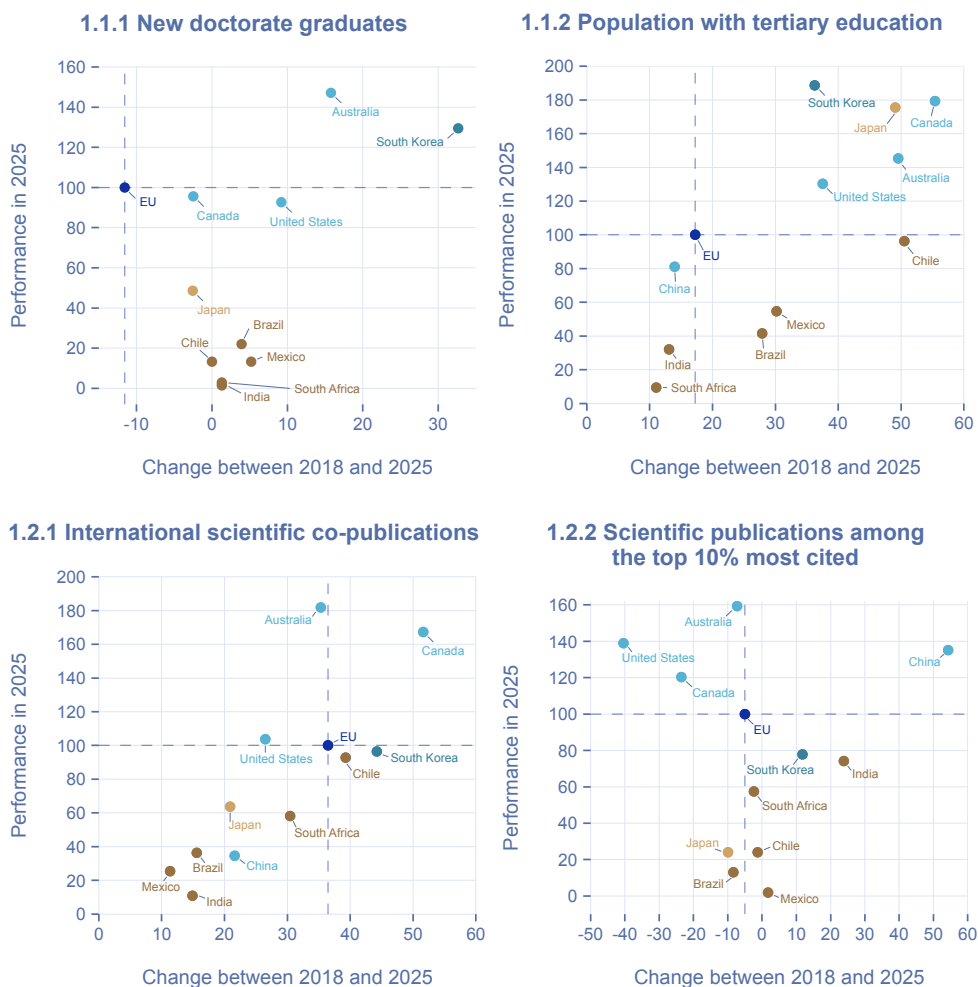 1.1.1 New doctorate graduates
160
140
120
100
80
60
40
20
0
Performance in 2025
Australia
South Korea
EU
Canada
United States
Japan
Brazil
Chile
Mexico
South Africa
India
-10
0
10
20
30
Change between 2018 and 2025
1.1.2 Population with tertiary education
200
180
160
140
120
100
80
60
40
20
0
Performance in 2025
South Korea
Japan
Canada
Australia
United States
EU
Chile
China
Mexico
Brazil
India
South Africa
0
10
20
30
40
50
60
Change between 2018 and 2025
1.2.1 International scientific co-publications
200
180
160
140
120
100
80
60
40
20
0
Performance in 2025
Australia
Canada
EU
United States
South Korea
Chile
Japan
South Africa
Brazil
China
Mexico
India
0
10
20
30
40
50
60
Change between 2018 and 2025
1.2.2 Scientific publications among
the top 10% most cited
160
140
120
100
80
60
40
20
0
Performance in 2025
Australia
United States
China
Canada
EU
South Korea
India
South Africa
Japan
Chile
Brazil
Mexico
-50
-40
-30
-20
-10
0
10
20
30
40
50
60
Change between 2018 and 2025